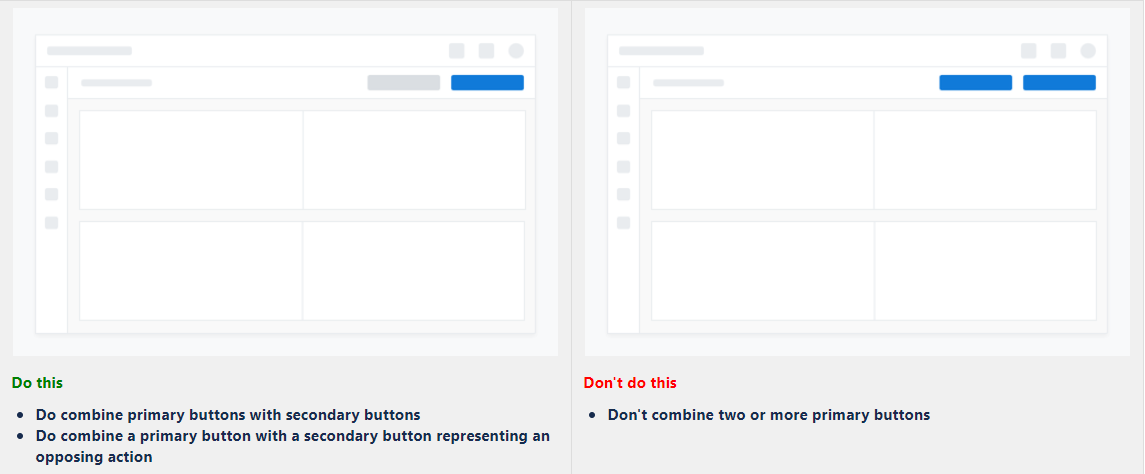 Do this
• Do combine primary buttons with secondary buttons
• Do combine a primary button with a secondary button representing an
opposing action
Don't do this
• Don't combine two or more primary buttons